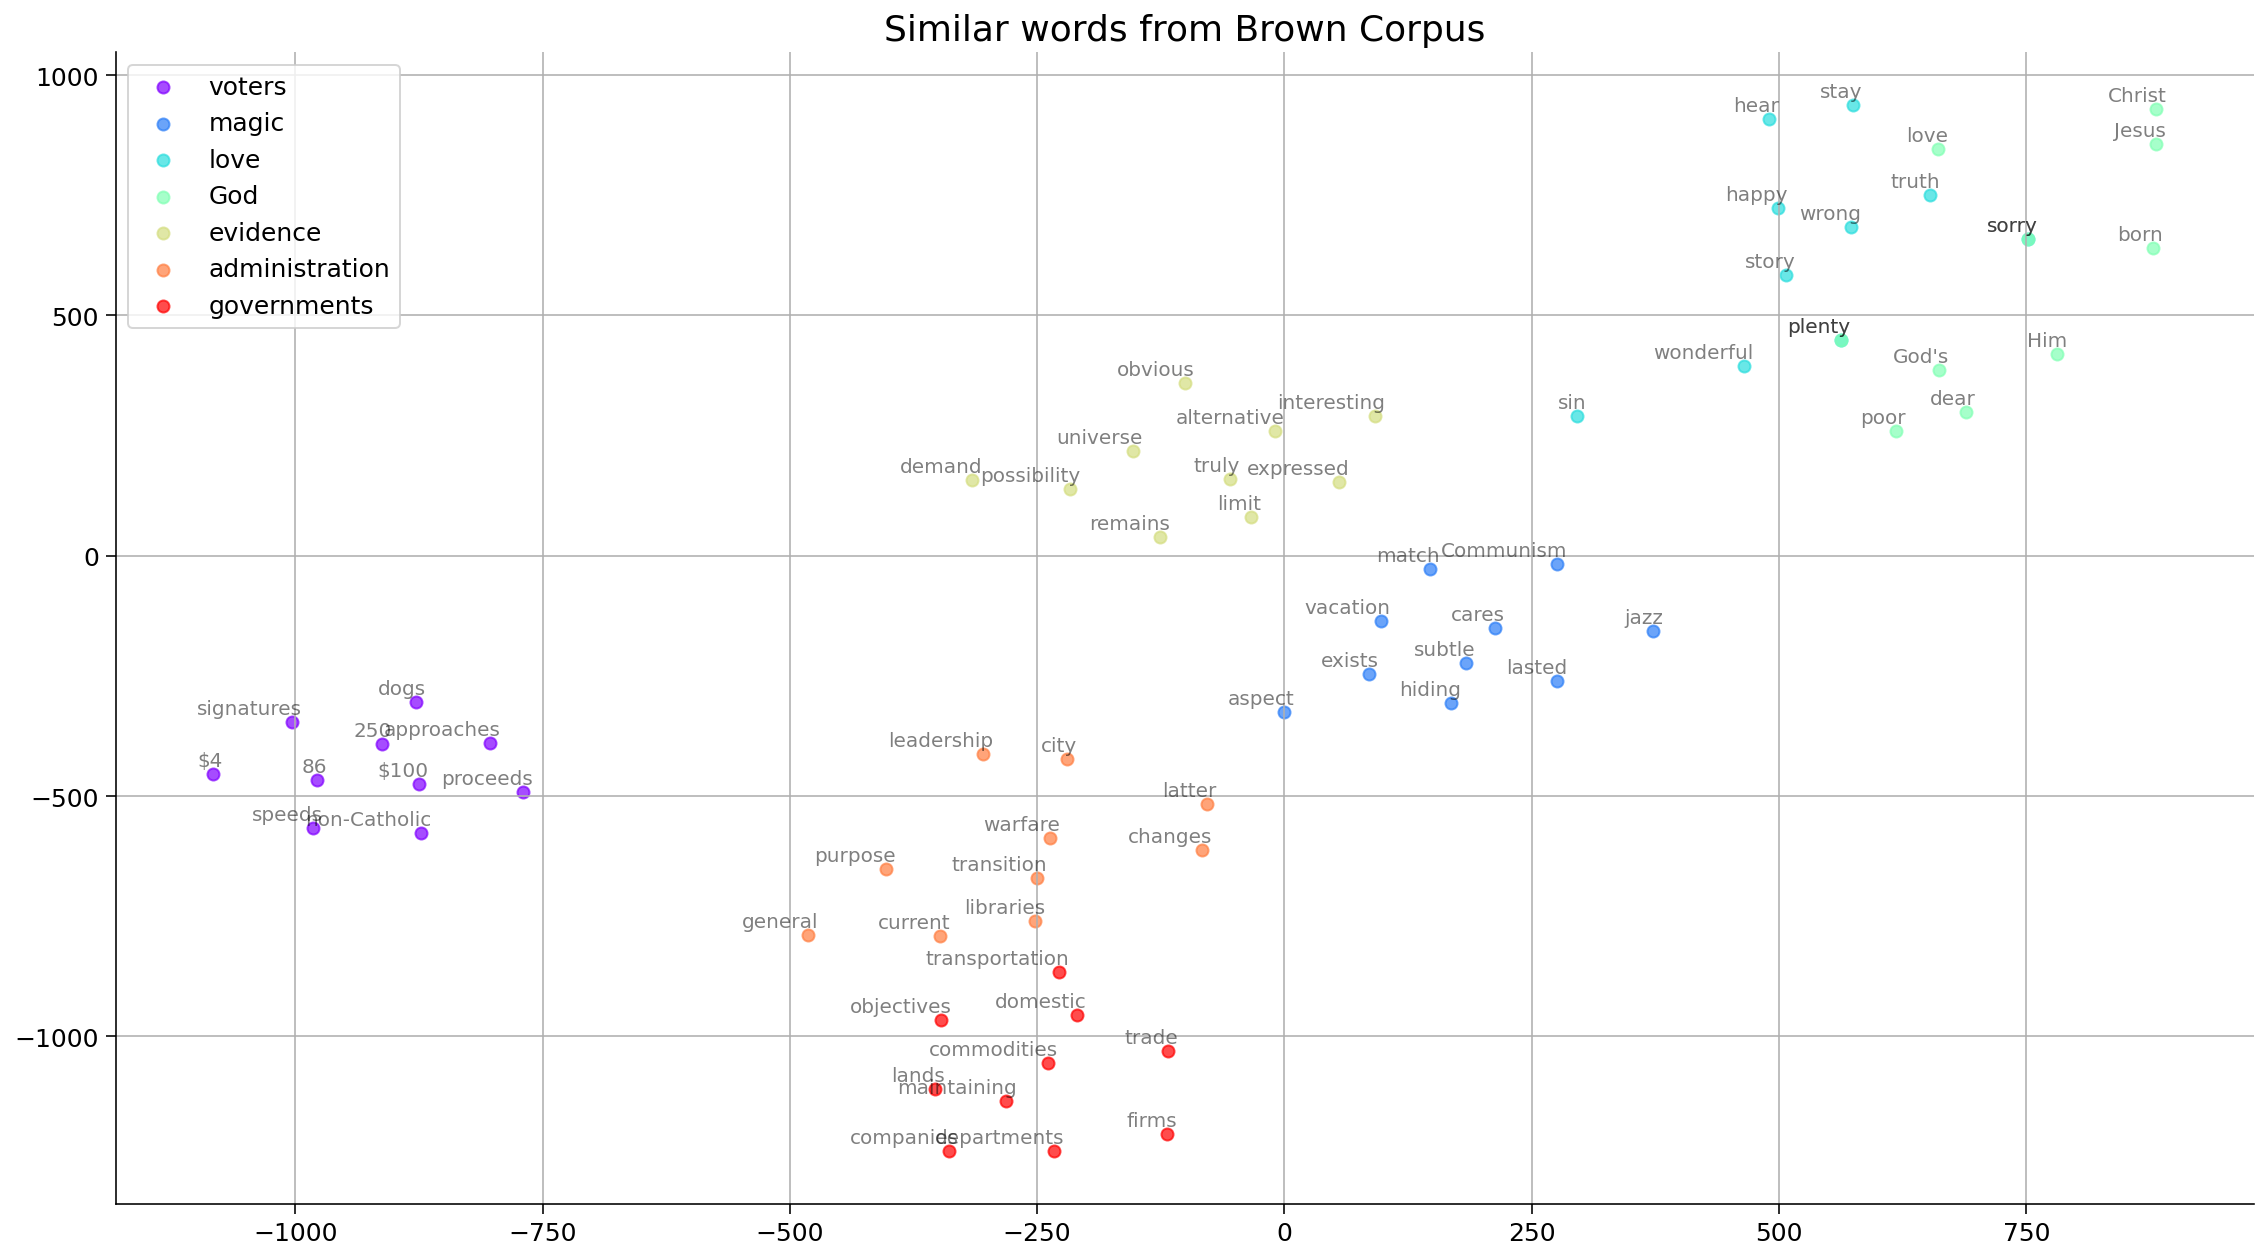 Similar words from Brown Corpus
1000
500
0
−500
−1000
voters
magic
love
God
evidence
administration
governments
stay
Christ
hear
Jesus
love
truth
happy
wrong
sorry
born
story
plenty
Him
wonderful
God's
obvious
dear
interesting
sin
alternative
poor
universe
demand
possibility
truly
expressed
limit
remains
match
Communism
vacation
cares
jazz
subtle
exists
lasted
hiding
aspect
dogs
signatures
250
approaches
$4
86
$100
proceeds
speeds
non-Catholic
leadership
city
latter
warfare
changes
purpose
transition
libraries
general
current
transportation
objectives
domestic
trade
commodities
lands
maintaining
firms
companies
departments
−1000
−750
−500
−250
0
250
500
750